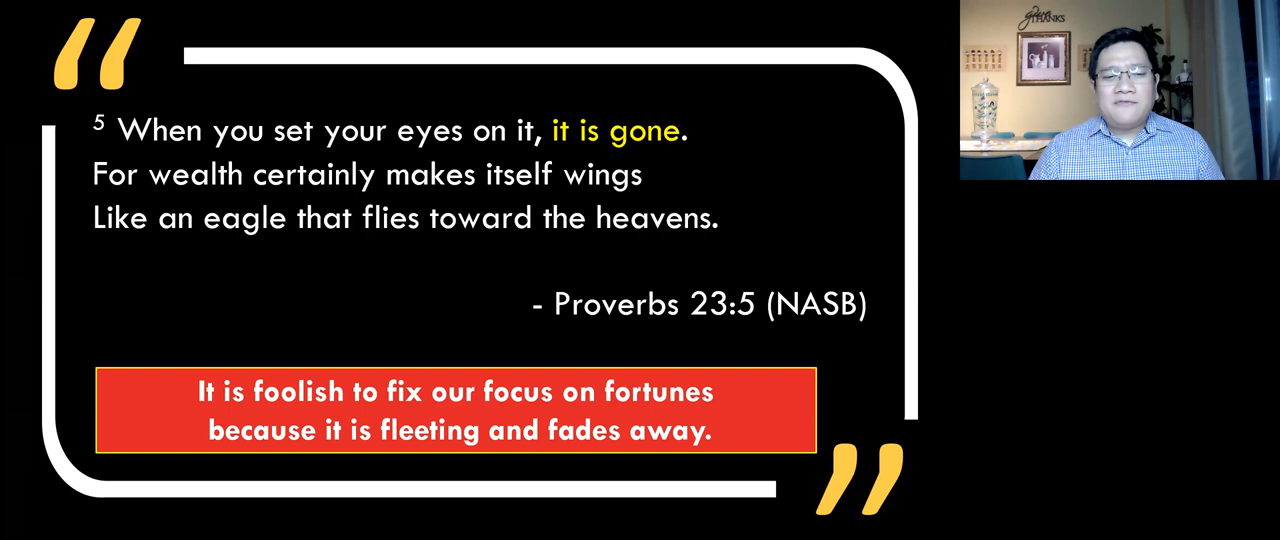 5 When you set your eyes on it, it is gone.
For wealth certainly makes itself wings
Like an eagle that flies toward the heavens.
- Proverbs 23:5 (NASB)
It is foolish to fix our focus on fortunes
because it is fleeting and fades away.
give
THANKS